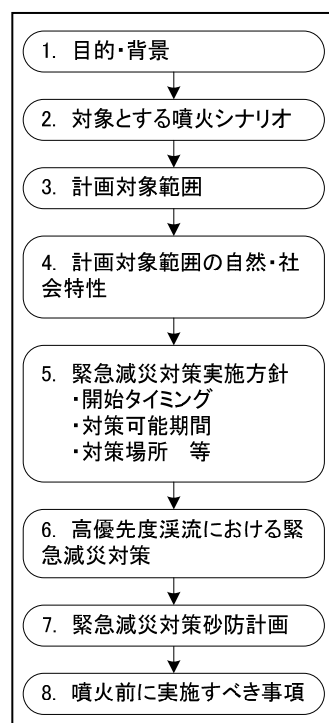 1. 目的・背景
2. 対象とする噴火シナリオ
3. 計画対象範囲
4. 計画対象範囲の自然・社
会特性
5. 緊急減災対策実施方針
・開始タイミング
・対策可能期間
・対策場所 等
6. 高優先度渓流における緊
急減災対策
7. 緊急減災対策砂防計画
8. 噴火前に実施すべき事項